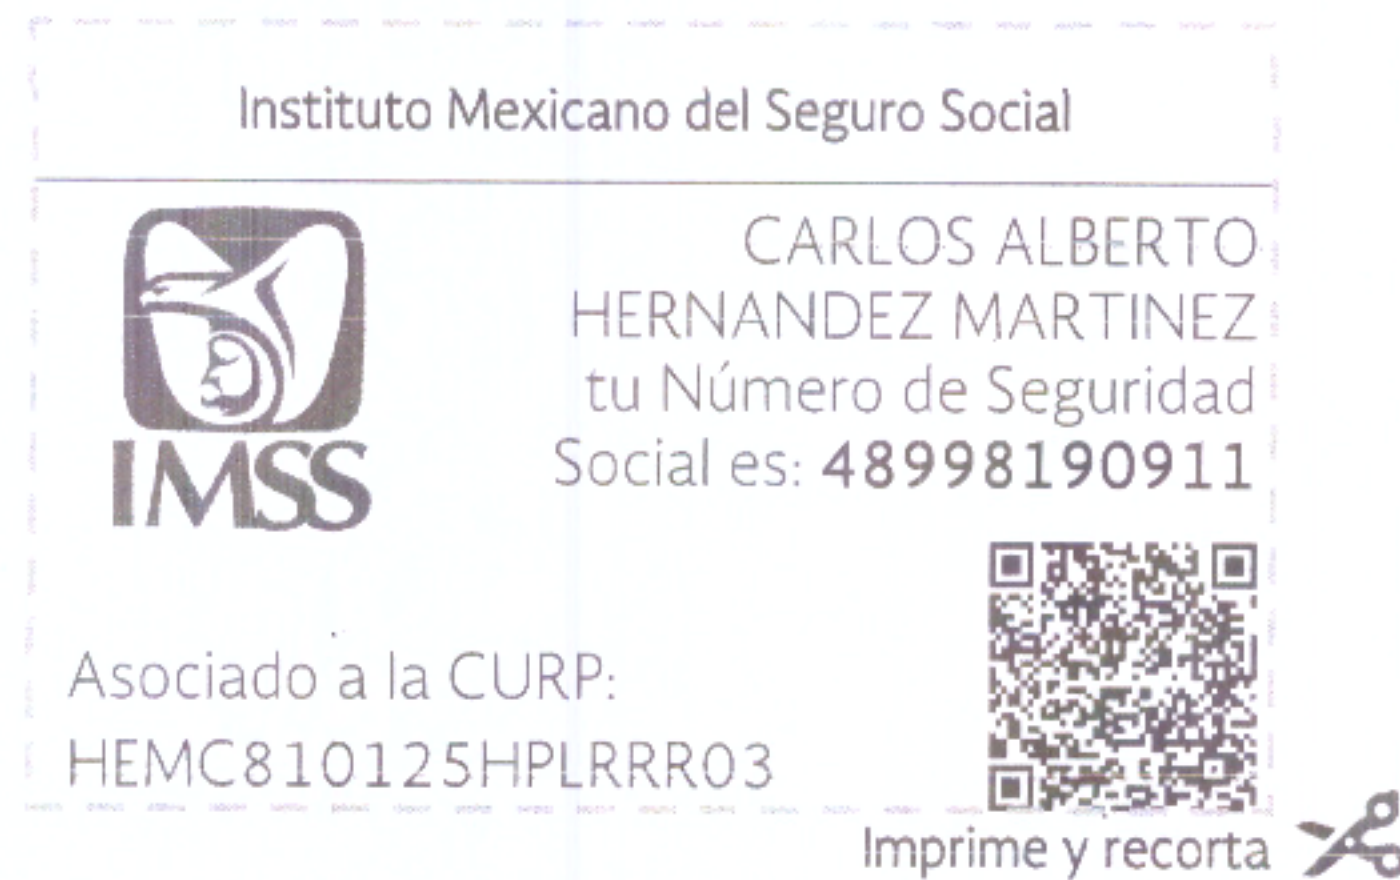 Instituto Mexicano del Seguro Social
CARLOS ALBERTO
HERNANDEZ MARTINEZ
tu Número de Seguridad
Social es: 48998190911
IMSS
Asociado a la CURP:
HEMC810125HPLRRR03
Imprime y recorta